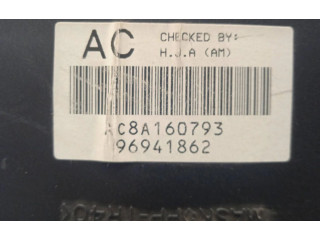 AC
CHECKED BY:
H.J.A (AM)
AC8A160793
96941862